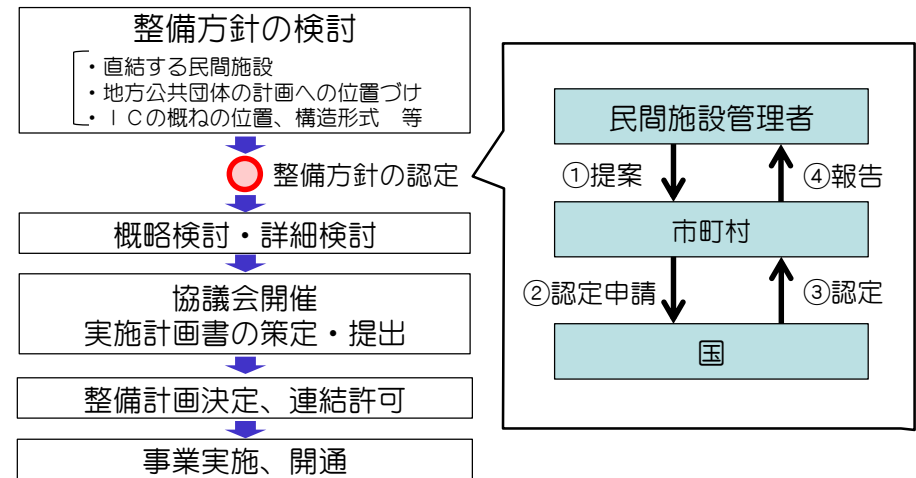 整備方針の検討
・直結する民間施設
・地方公共団体の計画への位置づけ
・ＩＣの概ねの位置、構造形式　等
整備方針の認定
概略検討・詳細検討
協議会開催
実施計画書の策定・提出
整備計画決定、連結許可
事業実施、開通
民間施設管理者
①提案
④報告
市町村
②認定申請
③認定
国